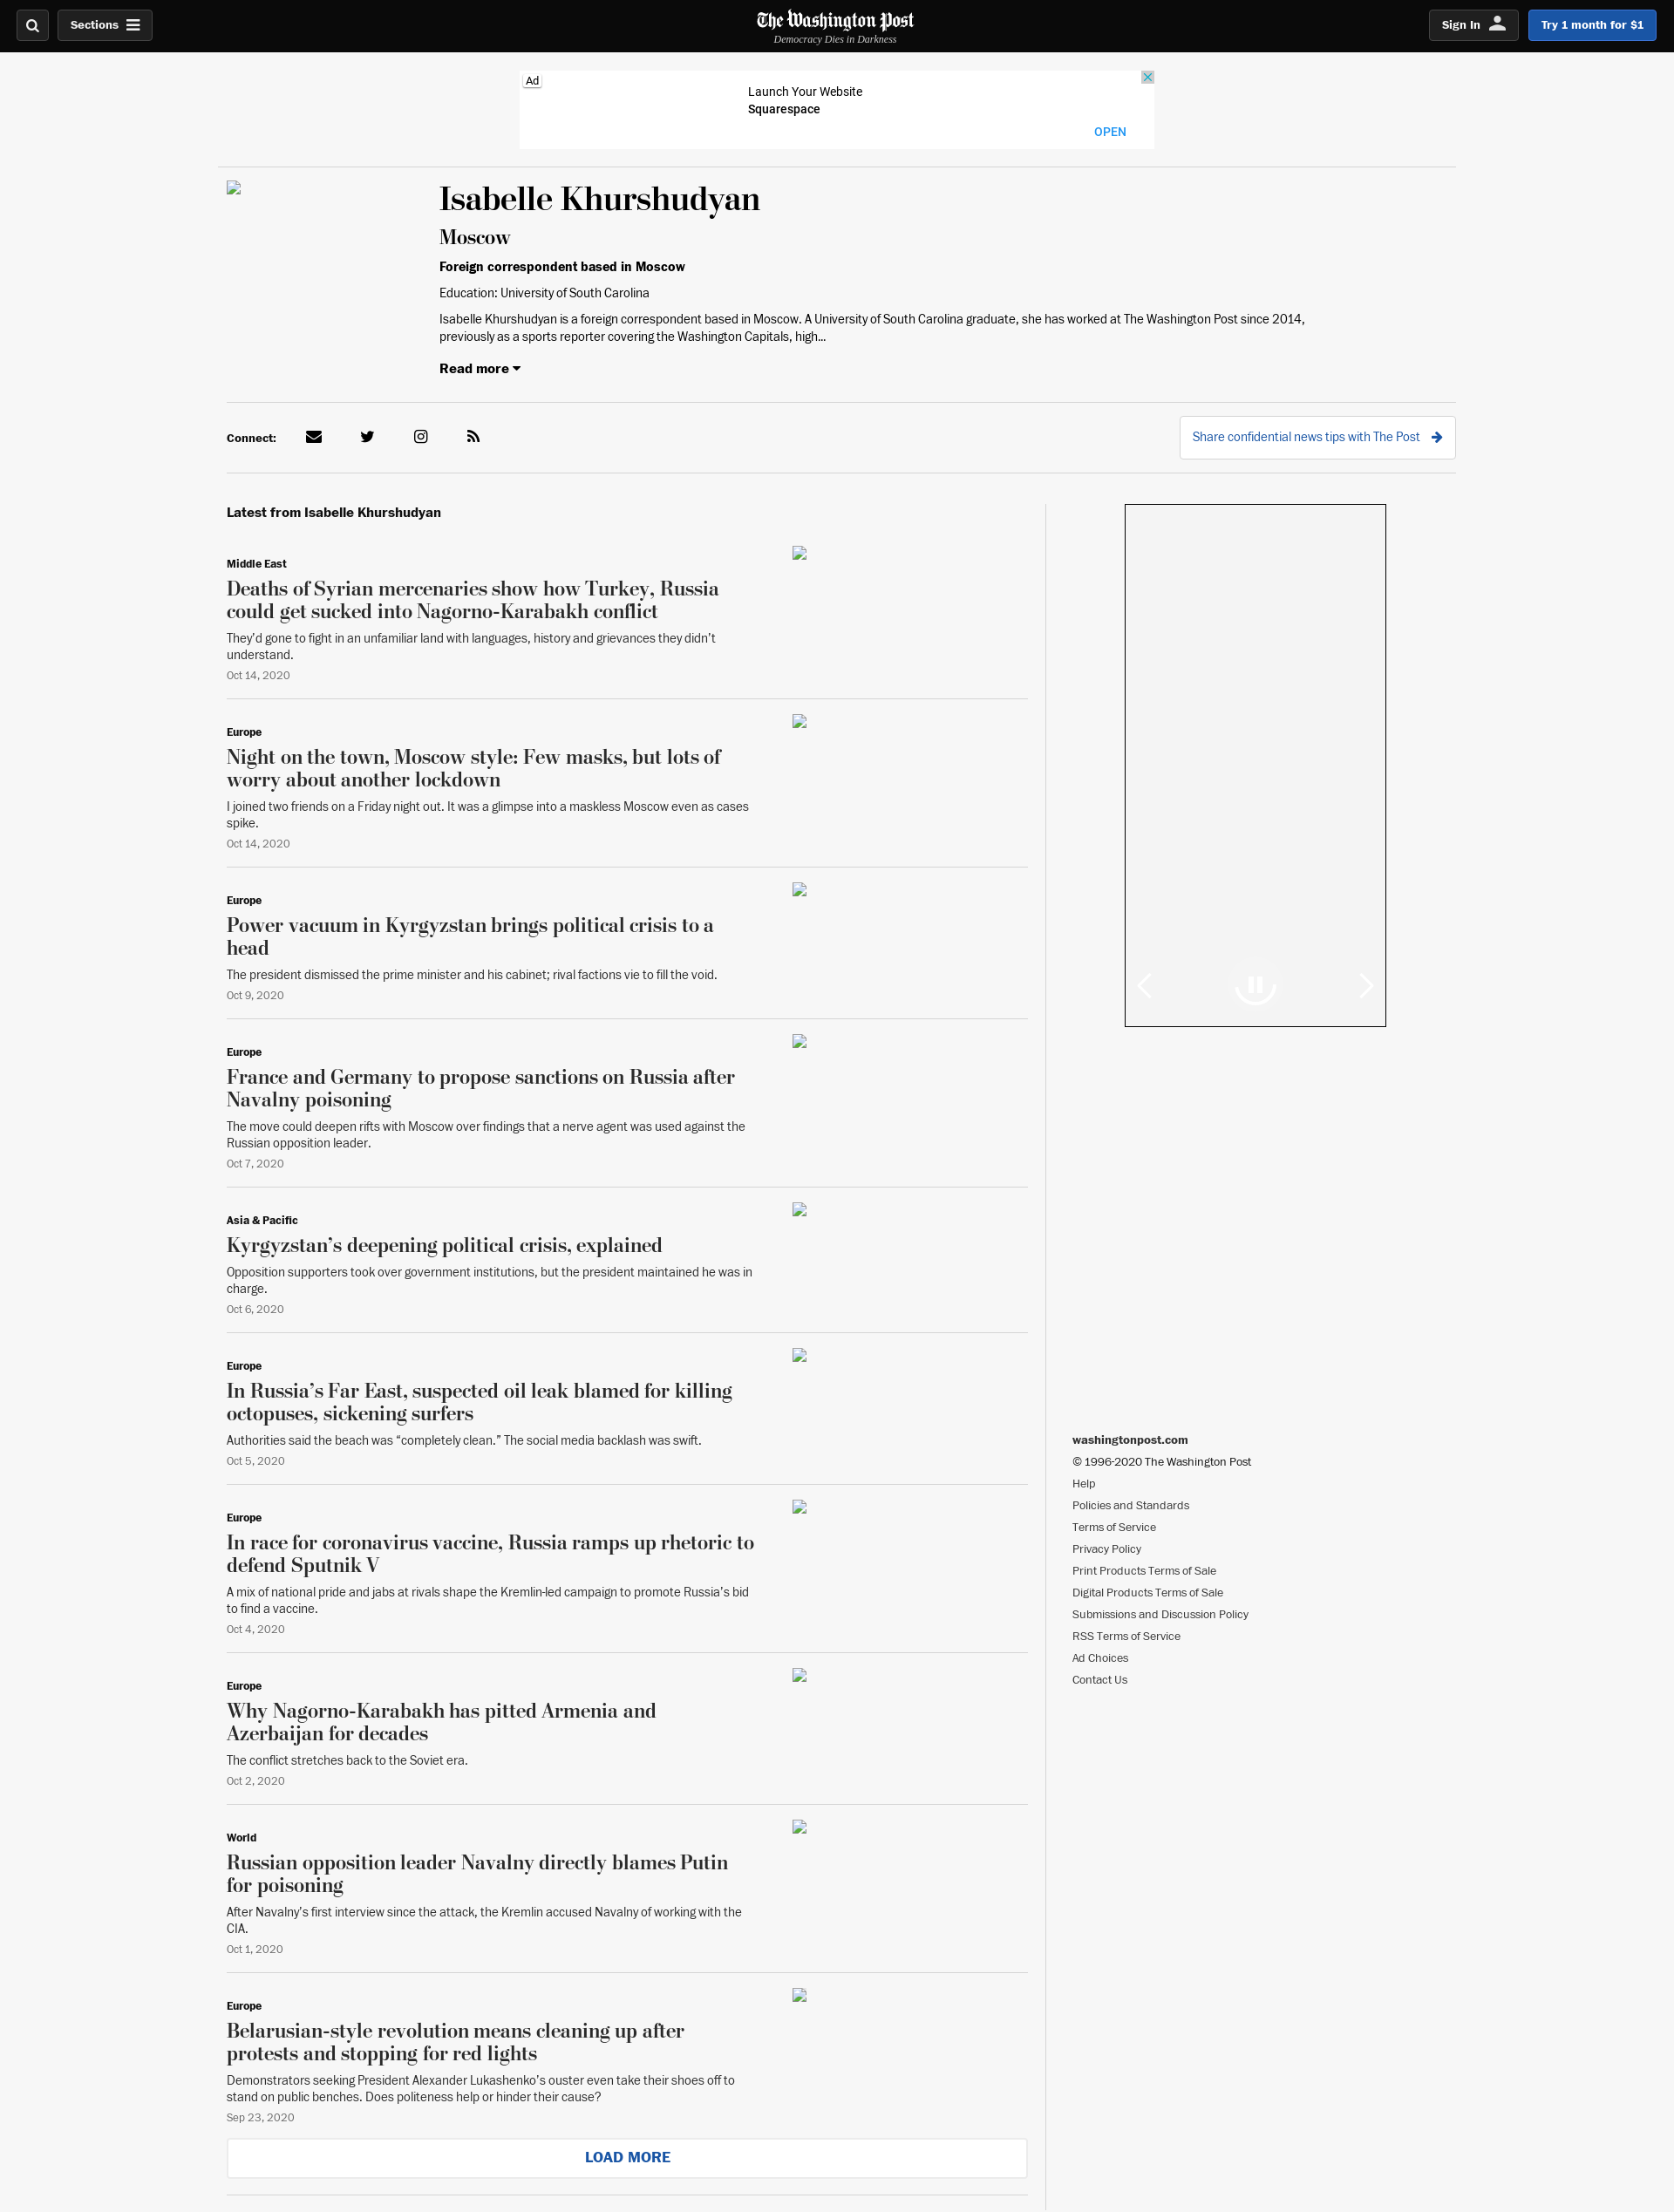 Sections
The Washington Post
Democracy Dies in Darkness
Sign In
Try 1 month for $1
Ad
Launch Your Website
Squarespace
OPEN
Isabelle Khurshudyan
Moscow
Foreign correspondent based in Moscow
Education: University of South Carolina
Isabelle Khurshudyan is a foreign correspondent based in Moscow. A University of South Carolina graduate, she has worked at The Washington Post since 2014,
previously as a sports reporter covering the Washington Capitals, high...
Read more
Connect:
Share confidential news tips with The Post
Latest from Isabelle Khurshudyan
Middle East
Deaths of Syrian mercenaries show how Turkey, Russia
could get sucked into Nagorno-Karabakh conflict
They’d gone to fight in an unfamiliar land with languages, history and grievances they didn’t
understand.
Oct 14, 2020
Europe
Night on the town, Moscow style: Few masks, but lots of
worry about another lockdown
I joined two friends on a Friday night out. It was a glimpse into a maskless Moscow even as cases
spike.
Oct 14, 2020
Europe
Power vacuum in Kyrgyzstan brings political crisis to a
head
The president dismissed the prime minister and his cabinet; rival factions vie to fill the void.
Oct 9, 2020
Europe
France and Germany to propose sanctions on Russia after
Navalny poisoning
The move could deepen rifts with Moscow over findings that a nerve agent was used against the
Russian opposition leader.
Oct 7, 2020
Asia & Pacific
Kyrgyzstan’s deepening political crisis, explained
Opposition supporters took over government institutions, but the president maintained he was in
charge.
Oct 6, 2020
Europe
In Russia’s Far East, suspected oil leak blamed for killing
octopuses, sickening surfers
Authorities said the beach was “completely clean.” The social media backlash was swift.
Oct 5, 2020
Europe
In race for coronavirus vaccine, Russia ramps up rhetoric to
defend Sputnik V
A mix of national pride and jabs at rivals shape the Kremlin-led campaign to promote Russia’s bid
to find a vaccine.
Oct 4, 2020
Europe
Why Nagorno-Karabakh has pitted Armenia and
Azerbaijan for decades
The conflict stretches back to the Soviet era.
Oct 2, 2020
World
Russian opposition leader Navalny directly blames Putin
for poisoning
After Navalny’s first interview since the attack, the Kremlin accused Navalny of working with the
CIA.
Oct 1, 2020
Europe
Belarusian-style revolution means cleaning up after
protests and stopping for red lights
Demonstrators seeking President Alexander Lukashenko’s ouster even take their shoes off to
stand on public benches. Does politeness help or hinder their cause?
Sep 23, 2020
LOAD MORE
washingtonpost.com
© 1996-2020 The Washington Post
Help
Policies and Standards
Terms of Service
Privacy Policy
Print Products Terms of Sale
Digital Products Terms of Sale
Submissions and Discussion Policy
RSS Terms of Service
Ad Choices
Contact Us